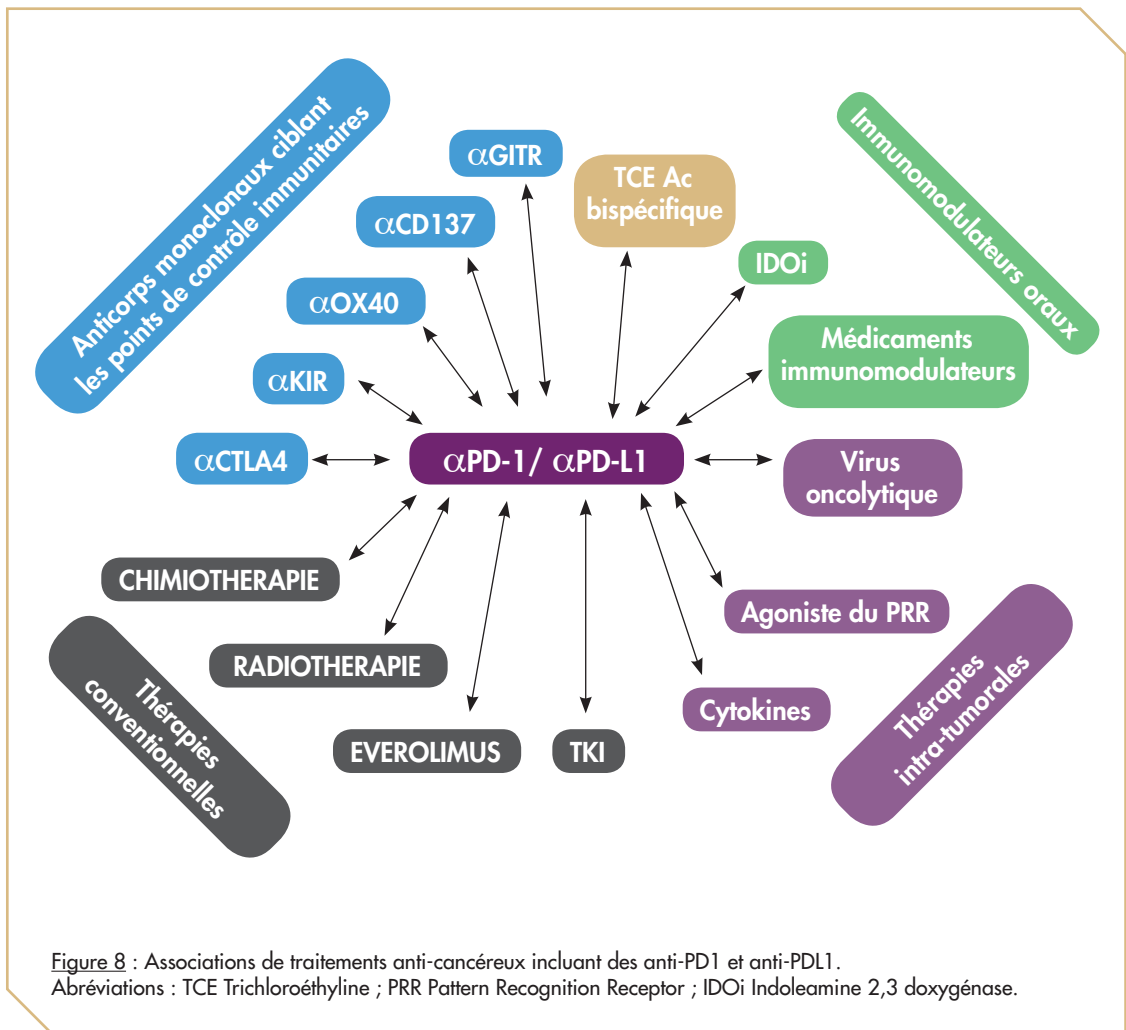 Anticorps monoclonaux ciblant
les points de contrôle immunitaires
αGITR
αCD137
αOX40
αKIR
αCTLA4
TCE Ac
bispécifique
IDOi
Médicaments
immunomodulateurs
Immunomodulateurs oraux
αPD-1/ αPD-L1
Virus
oncolytique
Agoniste du PRR
Cytokines
Thérapies
intra-tumorales
CHIMIOTHERAPIE
RADIOTHERAPIE
EVEROLIMUS
TKI
Thérapies
conventionnelles
Figure 8 : Associations de traitements anti-cancéreux incluant des anti-PD1 et anti-PDL1.
Abréviations : TCE Trichloroéthyline ; PRR Pattern Recognition Receptor ; IDOi Indoleamine 2,3 doxygénase.